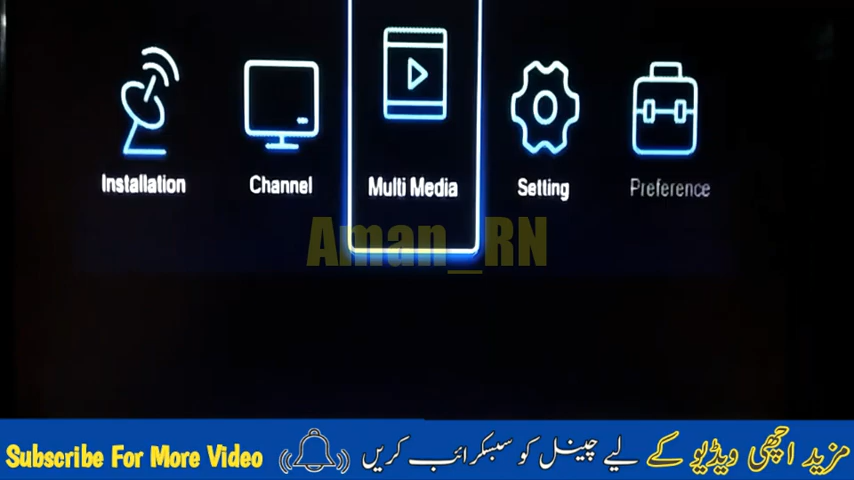 Installation Channel Multi Media Setting Preference
Aman_RN
Subscribe For More Video
مزید اچھی ویڈیو کے لیے چینل کو سبسکرائب کریں